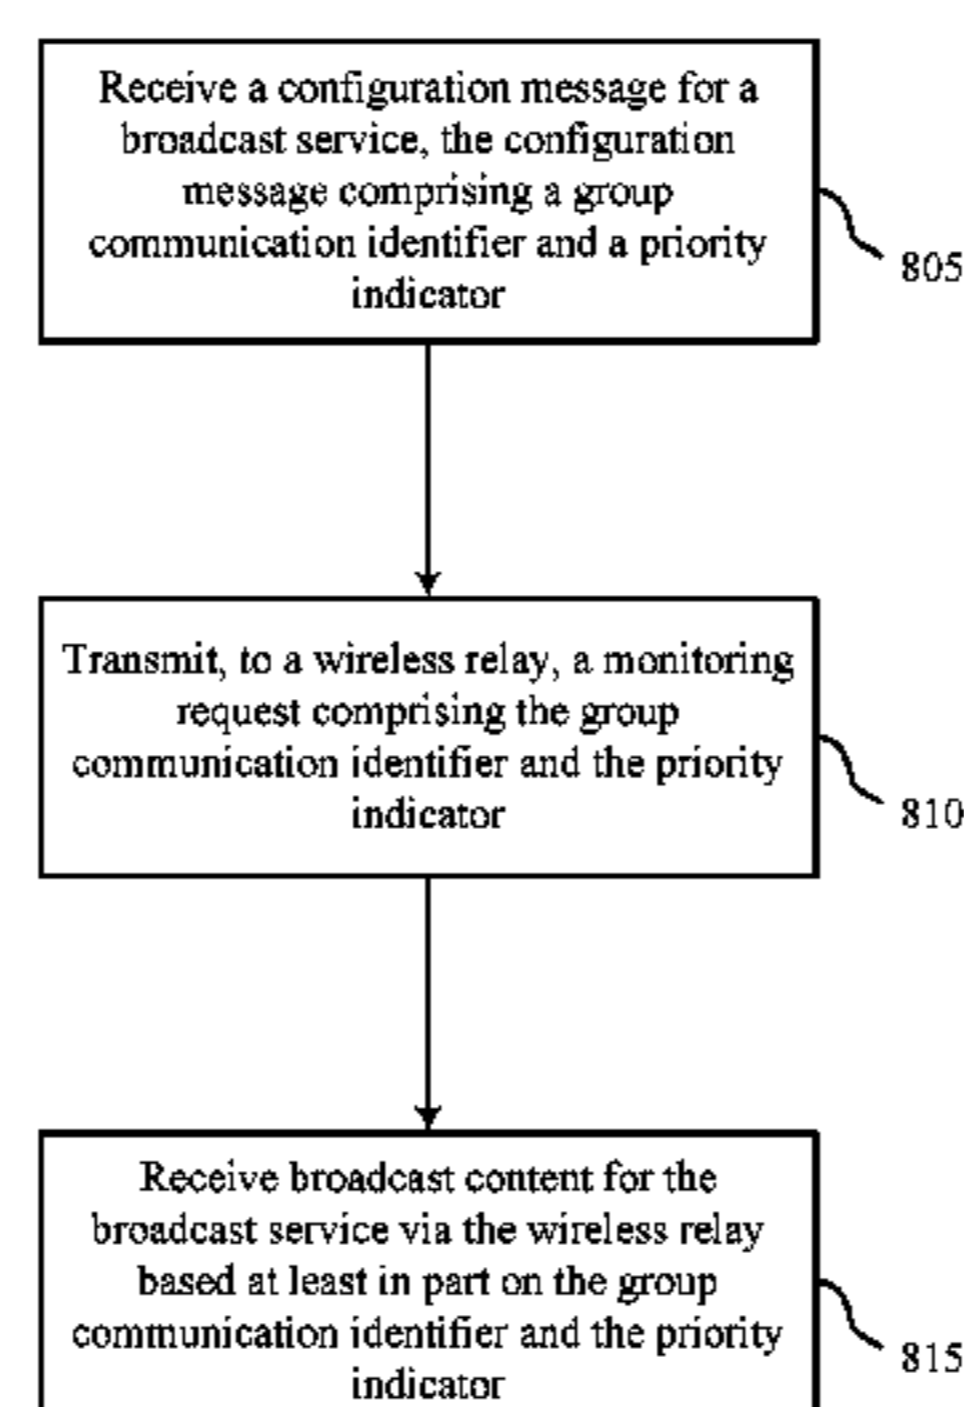 Receive a configuration message for a
broadcast service, the configuration
message comprising a group
communication identifier and a priority
indicator
805
Transmit, to a wireless relay, a monitoring
request comprising the group
communication identifier and the priority
indicator
810
Receive broadcast content for the
broadcast service via the wireless relay
based at least in part on the group
communication identifier and the priority
indicator
815